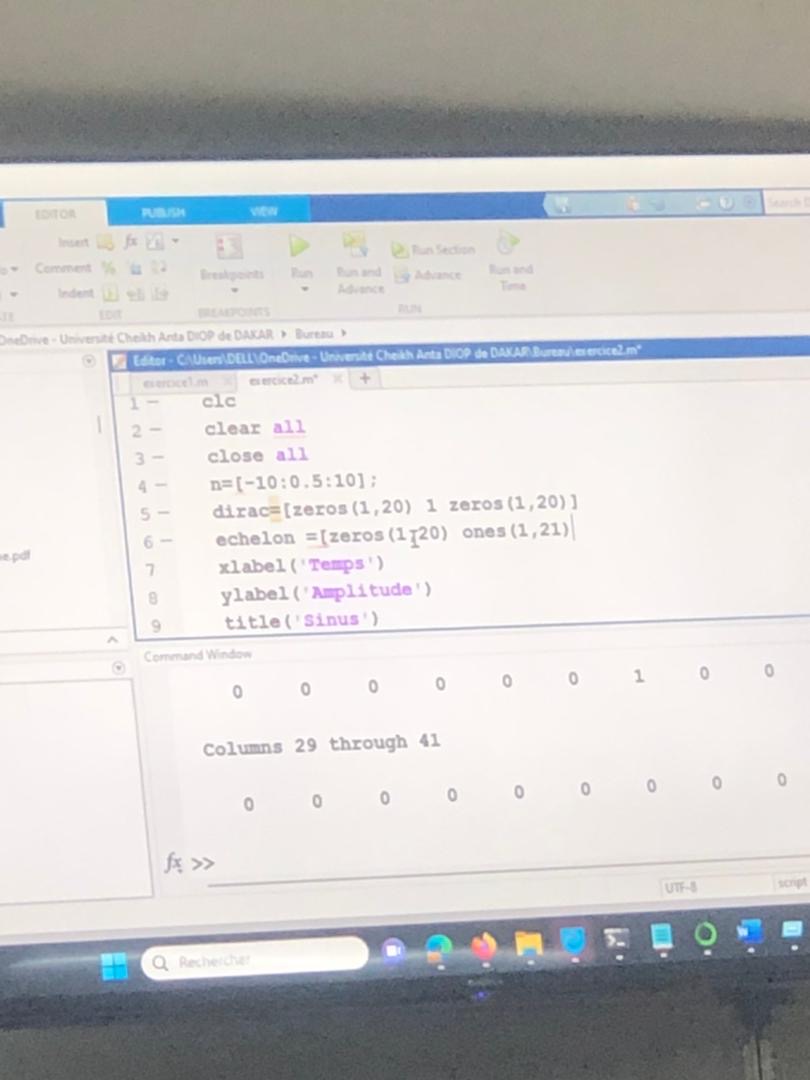 EDITOR PUBLISH VIEW
Insert fx
Comment %
Indent
Breakpoints Run Run and Advance Run Section Advance Run and Time
EDIT BREAKPOINTS RUN
OneDrive - Université Cheikh Anta DIOP de DAKAR Bureau
Editor - C:\Users\DELL\OneDrive - Université Cheikh Anta DIOP de DAKAR\Bureau\exercice2.m*
exercice1.m exercice2.m* +
1 clc
2 clear all
3 close all
4 n=[-10:0.5:10];
5 dirac=[zeros(1,20) 1 zeros(1,20)]
6 echelon =[zeros(1,20) ones(1,21)
7 xlabel('Temps')
8 ylabel('Amplitude')
9 title('Sinus')
Command Window
0 0 0 0 0 0 1 0 0
Columns 29 through 41
0 0 0 0 0 0 0 0 0
fx >>
UTF-8 script
Rechercher